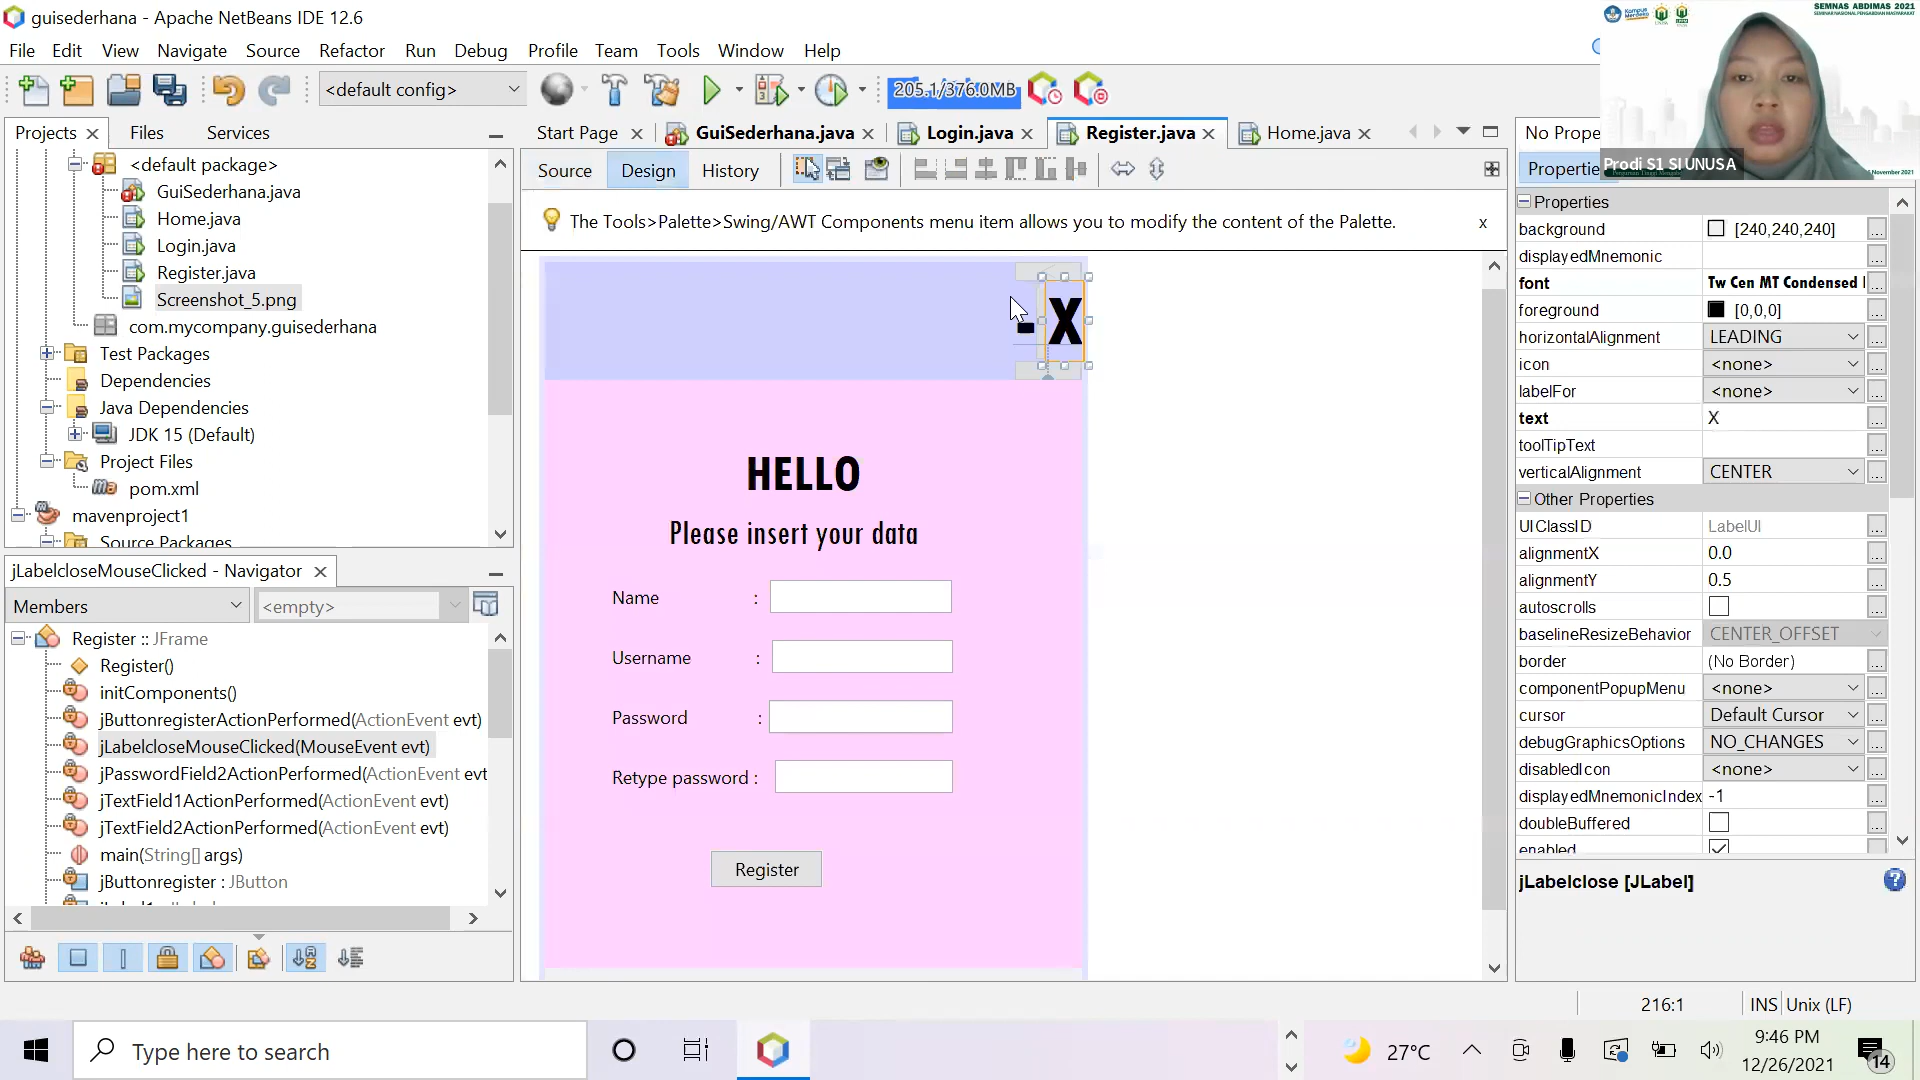 guisederhana - Apache NetBeans IDE 12.6
File Edit View Navigate Source Refactor Run Debug Profile Team Tools Window Help
<default config>
205.1/376.0MB
SEMNAS ABDIMAS 2021
Prodi S1 SI UNUSA
Projects Files Services
Start Page GuiSederhana.java Login.java Register.java Home.java
No Prope
Source Design History
Propertie
<default package>
GuiSederhana.java
Home.java
Login.java
Register.java
Screenshot_5.png
com.mycompany.guisederhana
Test Packages
Dependencies
Java Dependencies
JDK 15 (Default)
Project Files
pom.xml
mavenproject1
Source Packages
The Tools>Palette>Swing/AWT Components menu item allows you to modify the content of the Palette. x
- X
HELLO
Please insert your data
Name :
Username :
Password :
Retype password :
Register
jLabelcloseMouseClicked - Navigator
Members <empty>
Register :: JFrame
Register()
initComponents()
jButtonregisterActionPerformed(ActionEvent evt)
jLabelcloseMouseClicked(MouseEvent evt)
jPasswordField2ActionPerformed(ActionEvent evt
jTextField1ActionPerformed(ActionEvent evt)
jTextField2ActionPerformed(ActionEvent evt)
main(String[] args)
jButtonregister : JButton
Properties
background [240,240,240] ...
displayedMnemonic ...
font Tw Cen MT Condensed ...
foreground [0,0,0] ...
horizontalAlignment LEADING ...
icon <none> ...
labelFor <none> ...
text X ...
toolTipText ...
verticalAlignment CENTER ...
Other Properties
UIClassID LabelUI ...
alignmentX 0.0 ...
alignmentY 0.5 ...
autoscrolls ...
baselineResizeBehavior CENTER_OFFSET ...
border (No Border) ...
componentPopupMenu <none> ...
cursor Default Cursor ...
debugGraphicsOptions NO_CHANGES ...
disabledIcon <none> ...
displayedMnemonicIndex -1 ...
doubleBuffered ...
enabled
jLabelclose [JLabel]
216:1 INS Unix (LF)
Type here to search
27°C
9:46 PM
12/26/2021
14